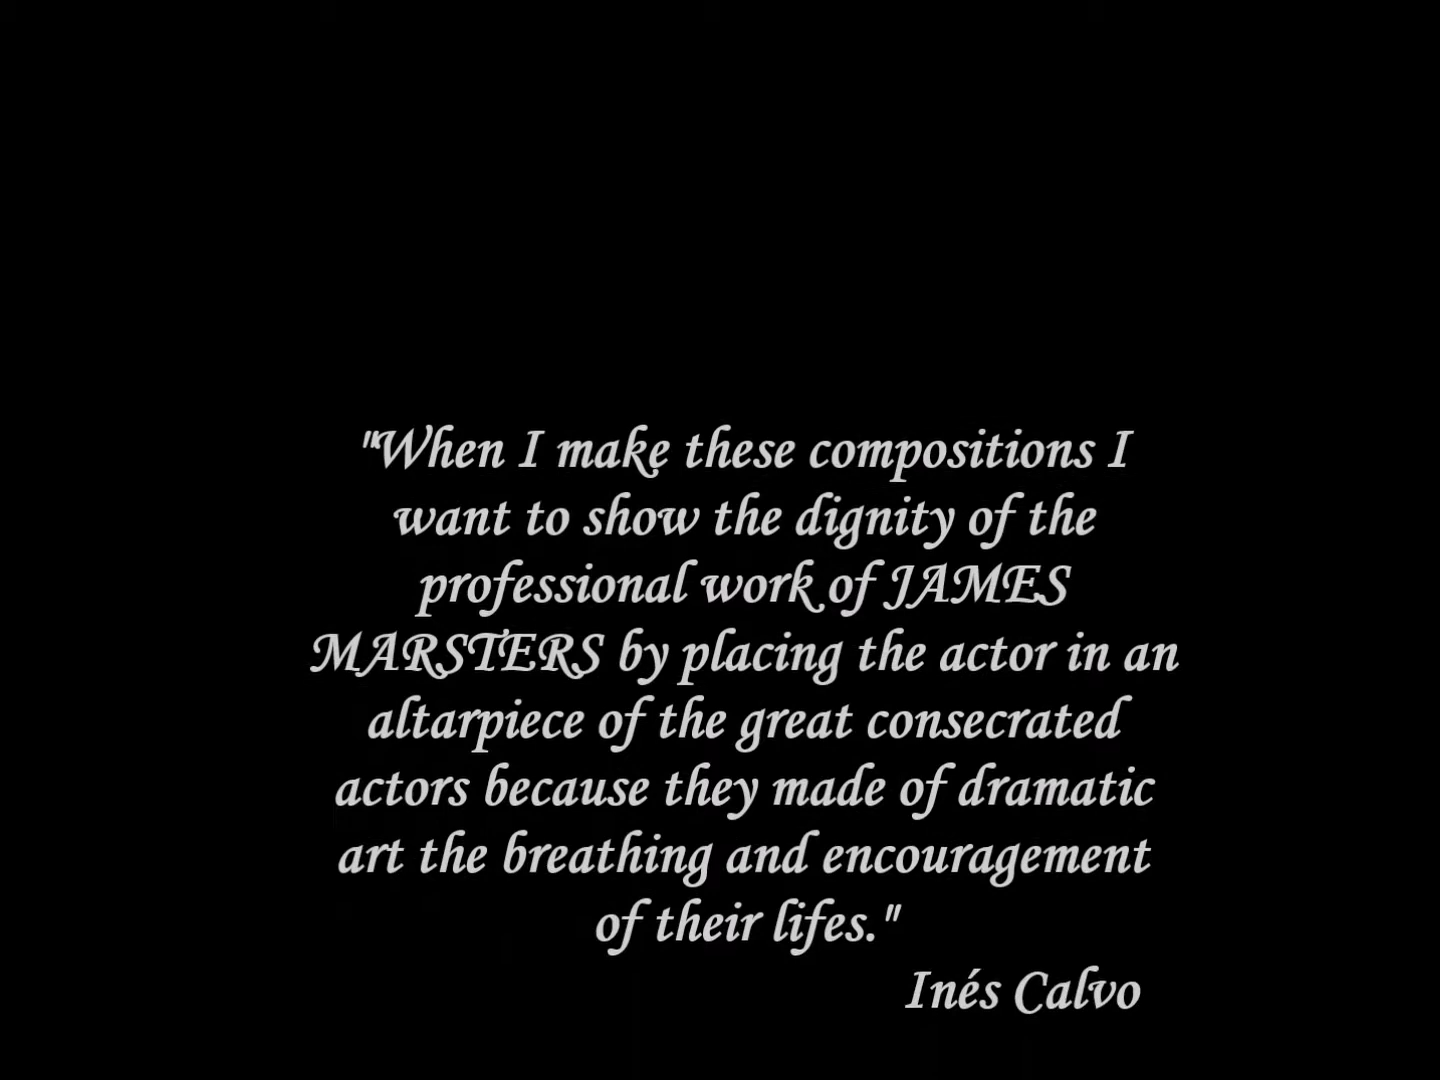 "When I make these compositions I
want to show the dignity of the
professional work of JAMES
MARSTERS by placing the actor in an
altarpiece of the great consecrated
actors because they made of dramatic
art the breathing and encouragement
of their lifes."
Inés Calvo